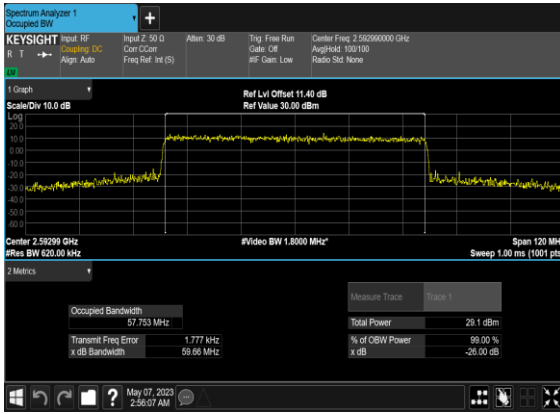 Spectrum Analyzer 1
Occupied BW
KEYSIGHT
R T
LW
Input: RF
Coupling: DC
Align: Auto
Input Z: 50 Ω
Corr CCorr
Freq Ref: Int (S)
Atten: 30 dB
Trig: Free Run
Gate: Off
#IF Gain: Low
Center Freq: 2.592990000 GHz
Avg|Hold: 100/100
Radio Std: None
1 Graph
Scale/Div 10.0 dB
Ref Lvl Offset 11.40 dB
Ref Value 30.00 dBm
Log
20.0
10.0
0.00
-10.0
-20.0
-30.0
-40.0
-50.0
-60.0
Center 2.59299 GHz
#Res BW 620.00 kHz
#Video BW 1.8000 MHz*
Span 120 MH
Sweep 1.00 ms (1001 pts
2 Metrics
Measure Trace Trace 1
Occupied Bandwidth
57.753 MHz
Total Power 29.1 dBm
Transmit Freq Error 1.777 kHz
% of OBW Power 99.00 %
x dB Bandwidth 59.66 MHz
x dB -26.00 dB
?
May 07, 2023
2:56:07 AM